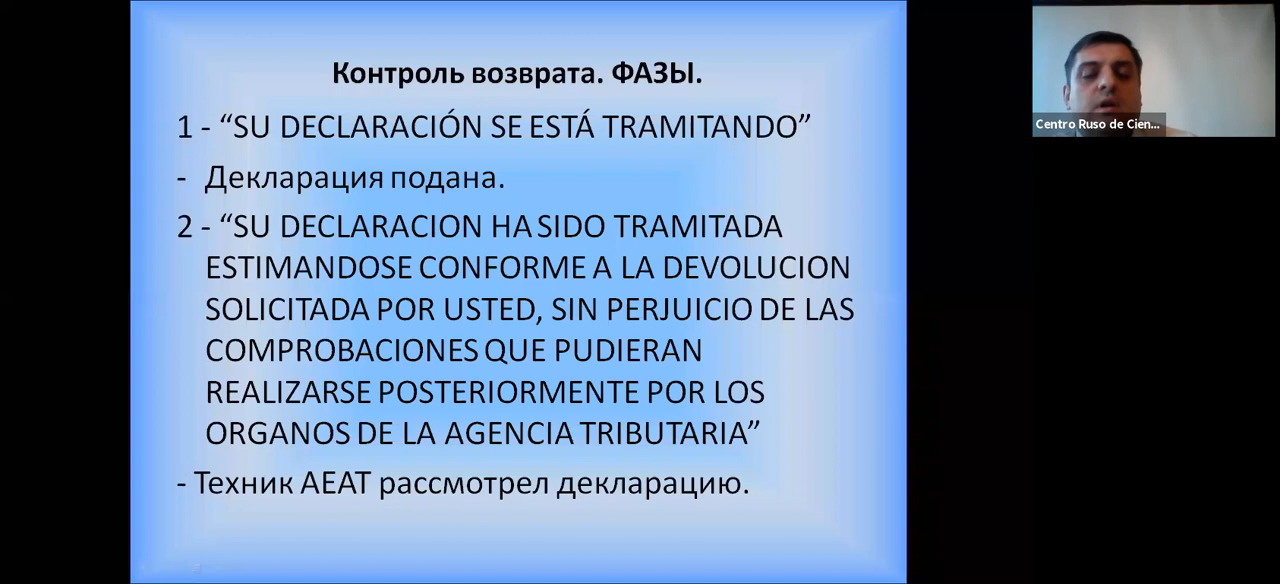 Контроль возврата. ФАЗЫ.
1 - “SU DECLARACIÓN SE ESTÁ TRAMITANDO”
- Декларация подана.
2 - “SU DECLARACION HA SIDO TRAMITADA
ESTIMANDOSE CONFORME A LA DEVOLUCION
SOLICITADA POR USTED, SIN PERJUICIO DE LAS
COMPROBACIONES QUE PUDIERAN
REALIZARSE POSTERIORMENTE POR LOS
ORGANOS DE LA AGENCIA TRIBUTARIA”
- Техник AEAT рассмотрел декларацию.
Centro Ruso de Cien...